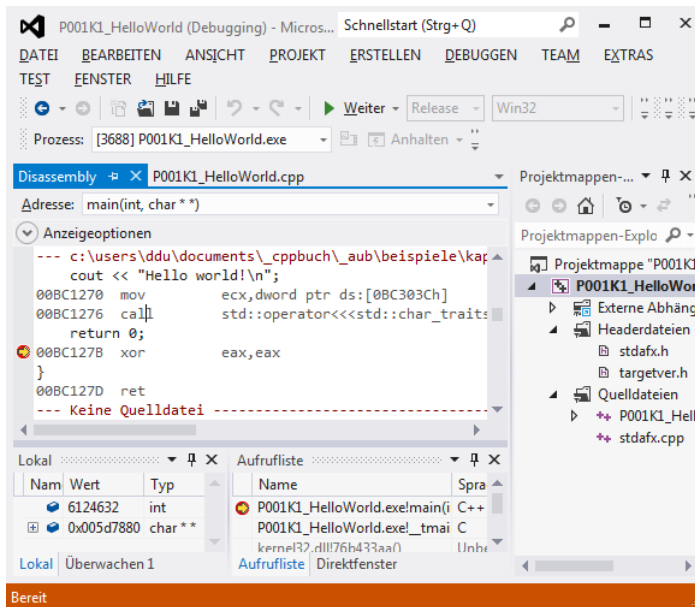 P001K1_HelloWorld (Debugging) - Micros... Schnellstart (Strg+Q)
DATEI BEARBEITEN ANSICHT PROJEKT ERSTELLEN DEBUGGEN TEAM EXTRAS
TEST FENSTER HILFE
Weiter Release Win32
Prozess: [3688] P001K1_HelloWorld.exe Anhalten
Disassembly P001K1_HelloWorld.cpp
Adresse: main(int, char * *)
Anzeigeoptionen
--- c:\users\ddu\documents\_cppbuch\_aub\beispiele\kap
cout << "Hello world!\n";
00BC1270 mov ecx,dword ptr ds:[0BC303Ch]
00BC1276 call std::operator<<<std::char_traits
return 0;
00BC127B xor eax,eax
}
00BC127D ret
--- Keine Quelldatei
Projektmappen-...
Projektmappen-Explo
Projektmappe "P001K1
P001K1_HelloWor
Externe Abhäng
Headerdateien
stdafx.h
targetver.h
Quelldateien
P001K1_Hell
stdafx.cpp
Lokal
Nam Wert Typ
6124632 int
0x005d7880 char * *
Lokal Überwachen 1
Aufrufliste
Name Spra
P001K1_HelloWorld.exe!main(i C++
P001K1_HelloWorld.exe!__tmai C
kernel32.dll!76b433aa() Unbe
Aufrufliste Direktfenster
Bereit